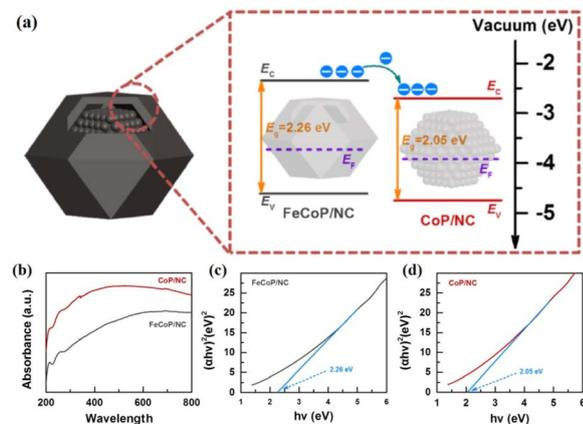 (a)
Vacuum (eV)
E_C
E_g=2.26 eV
E_F
E_V
FeCoP/NC
E_C
E_g=2.05 eV
E_F
E_V
CoP/NC
-2
-3
-4
-5
(b)
Absorbance (a.u.)
CoP/NC
FeCoP/NC
200 400 600 800
Wavelength
(c)
(αhv)²(eV)²
FeCoP/NC
25
20
15
10
5
0
2.26 eV
1 2 3 4 5 6
hv (eV)
(d)
(αhv)²(eV)²
CoP/NC
25
20
15
10
5
0
2.05 eV
1 2 3 4 5 6
hv (eV)